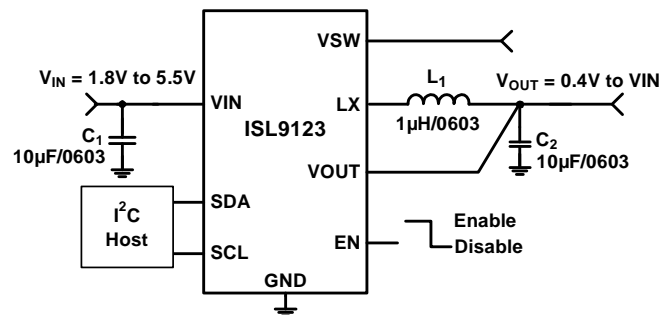 VSW
V_IN = 1.8V to 5.5V
VIN
C1
10µF/0603
ISL9123
LX
L1
1µH/0603
V_OUT = 0.4V to VIN
C2
10µF/0603
VOUT
I²C
Host
SDA
SCL
EN
Enable
Disable
GND